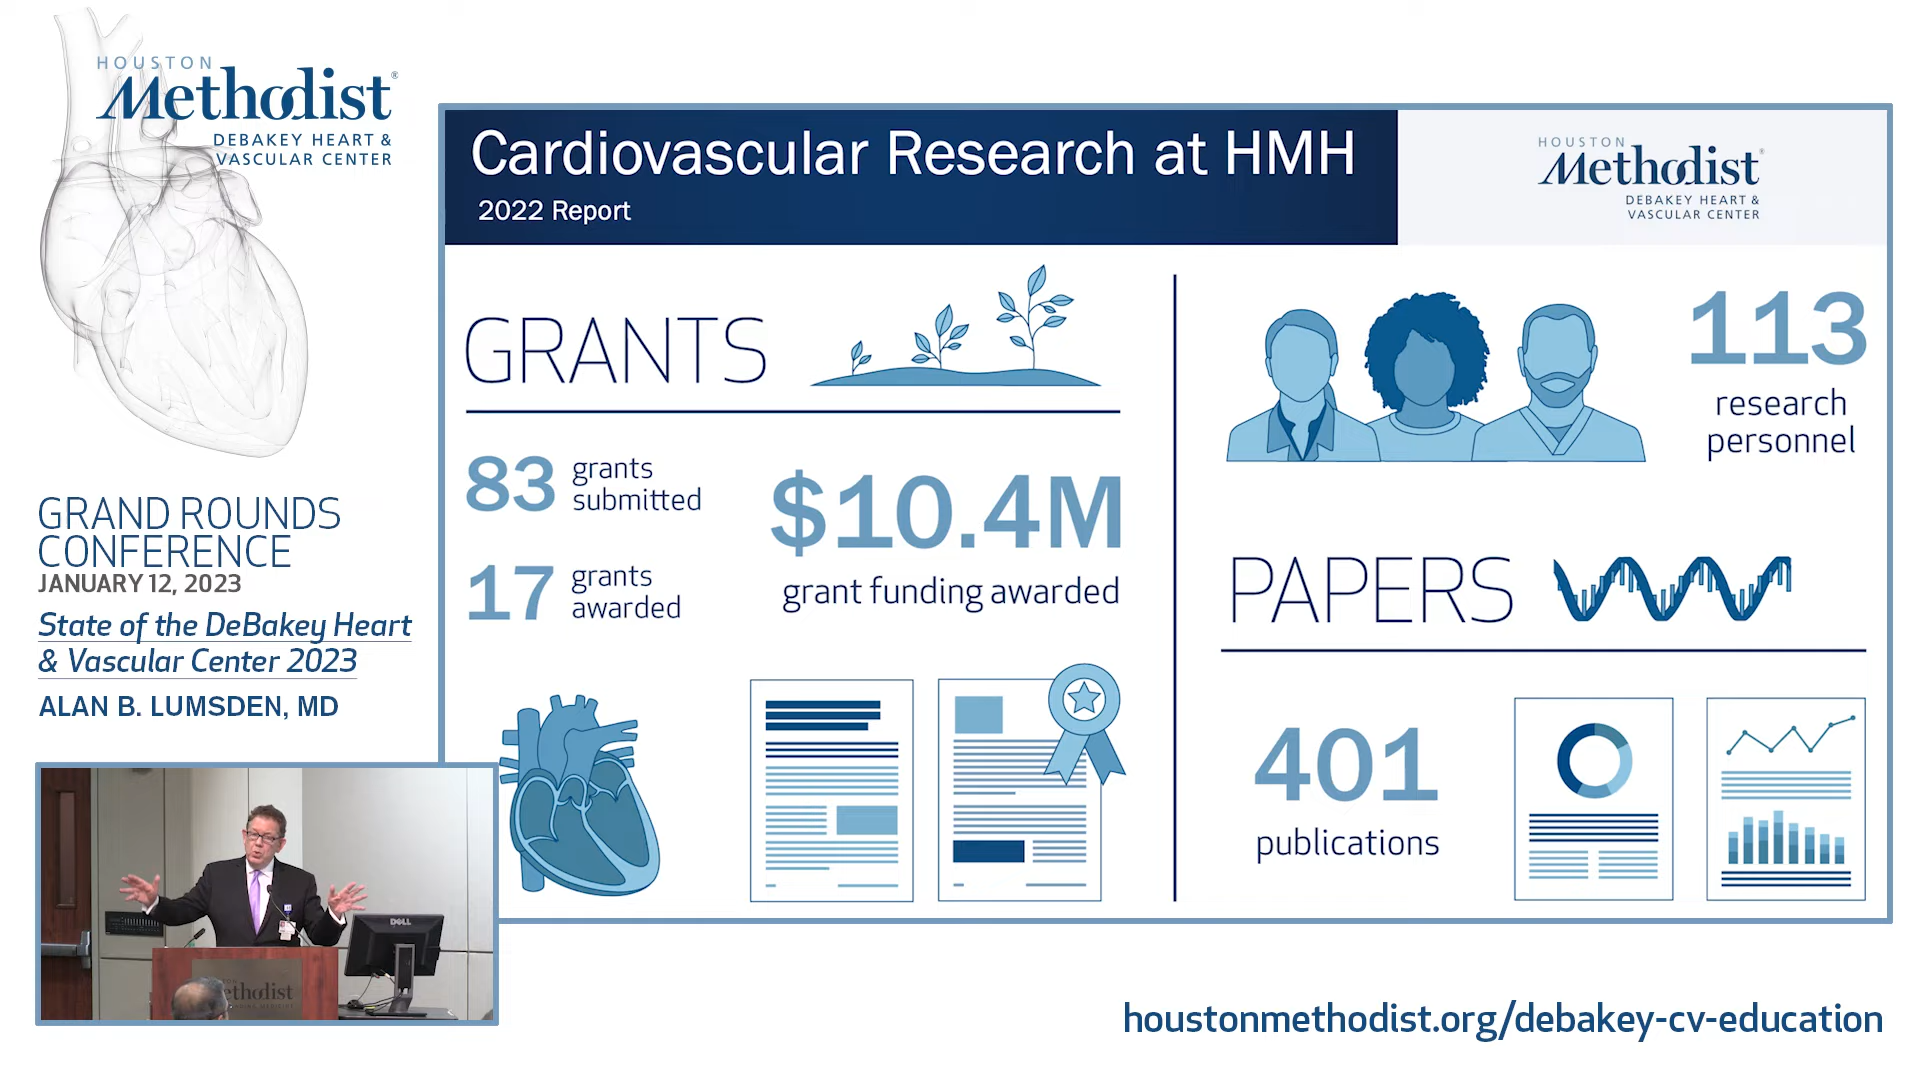 HOUSTON
Methodist®
DEBAKEY HEART &
VASCULAR CENTER
GRAND ROUNDS
CONFERENCE
JANUARY 12, 2023
State of the DeBakey Heart
& Vascular Center 2023
ALAN B. LUMSDEN, MD
Cardiovascular Research at HMH
2022 Report
HOUSTON
Methodist®
DEBAKEY HEART &
VASCULAR CENTER
GRANTS
83 grants
submitted
17 grants
awarded
$10.4M
grant funding awarded
113
research
personnel
PAPERS
401
publications
DELL
houstonmethodist.org/debakey-cv-education